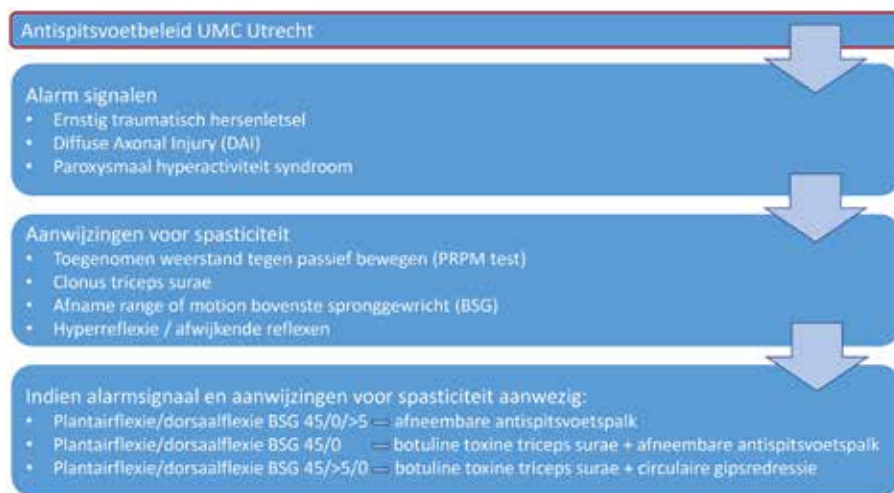 Antispitsvoetbeleid UMC Utrecht
Alarm signalen
• Ernstig traumatisch hersenletsel
• Diffuse Axonal Injury (DAI)
• Paroxysmaal hyperactiviteit syndroom
Aanwijzingen voor spasticiteit
• Toegenomen weerstand tegen passief bewegen (PRPM test)
• Clonus triceps surae
• Afname range of motion bovenste spronggewricht (BSG)
• Hyperreflexie / afwijkende reflexen
Indien alarmsignaal en aanwijzingen voor spasticiteit aanwezig:
• Plantairflexie/dorsaalflexie BSG 45/0/>5 = afneembare antispitsvoetspalk
• Plantairflexie/dorsaalflexie BSG 45/0 = botuline toxine triceps surae + afneembare antispitsvoetspalk
• Plantairflexie/dorsaalflexie BSG 45/>5/0 = botuline toxine triceps surae + circulaire gipsredressie